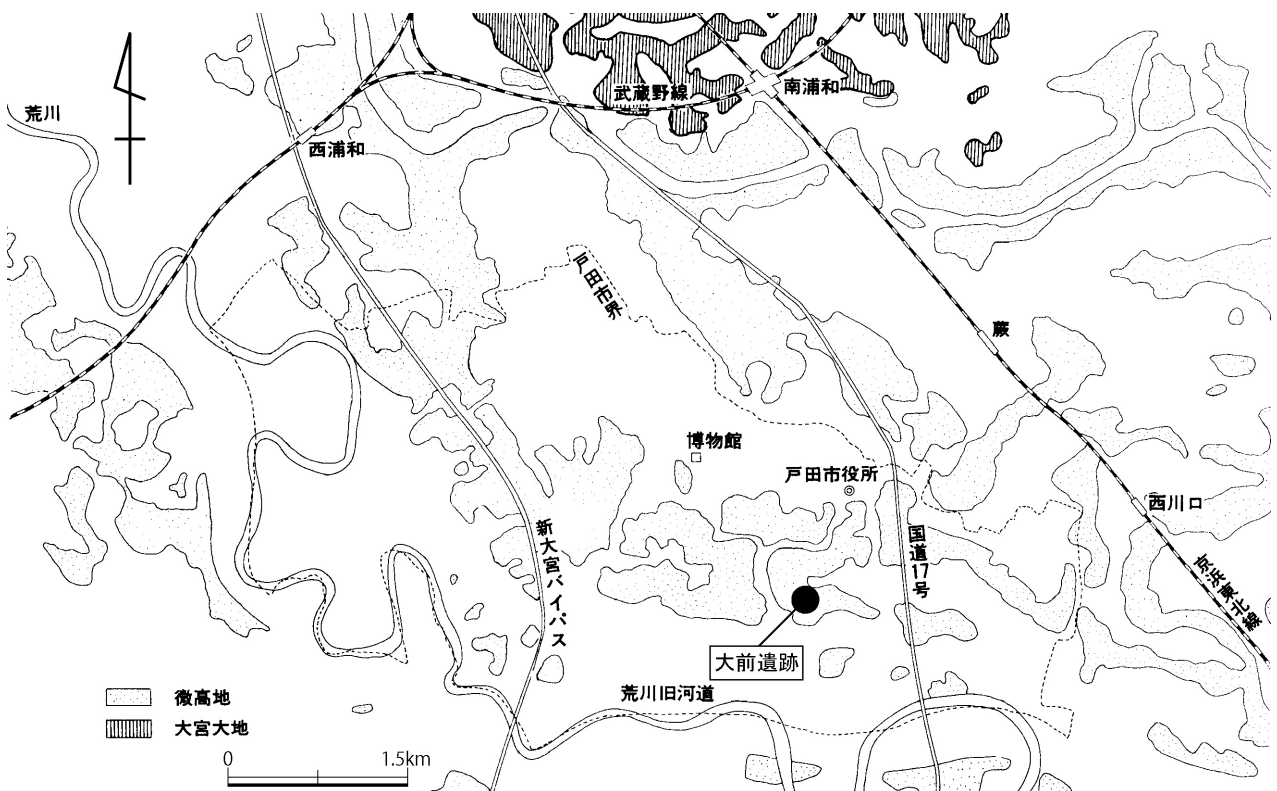 武蔵野線
南浦和
荒川
西浦和
戸田市界
蕨
博物館
戸田市役所
西川口
新大宮バイパス
国道17号
京浜東北線
大前遺跡
荒川旧河道
微高地
大宮大地
0 1.5km